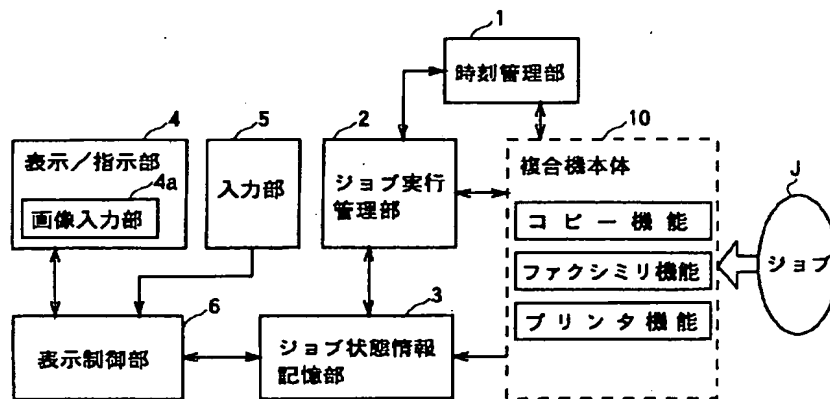 1
時刻管理部
4
表示／指示部
4a
画像入力部
5
入力部
2
ジョブ実行
管理部
10
複合機本体
コピー機能
ファクシミリ機能
プリンタ機能
J
ジョブ
6
表示制御部
3
ジョブ状態情報
記憶部